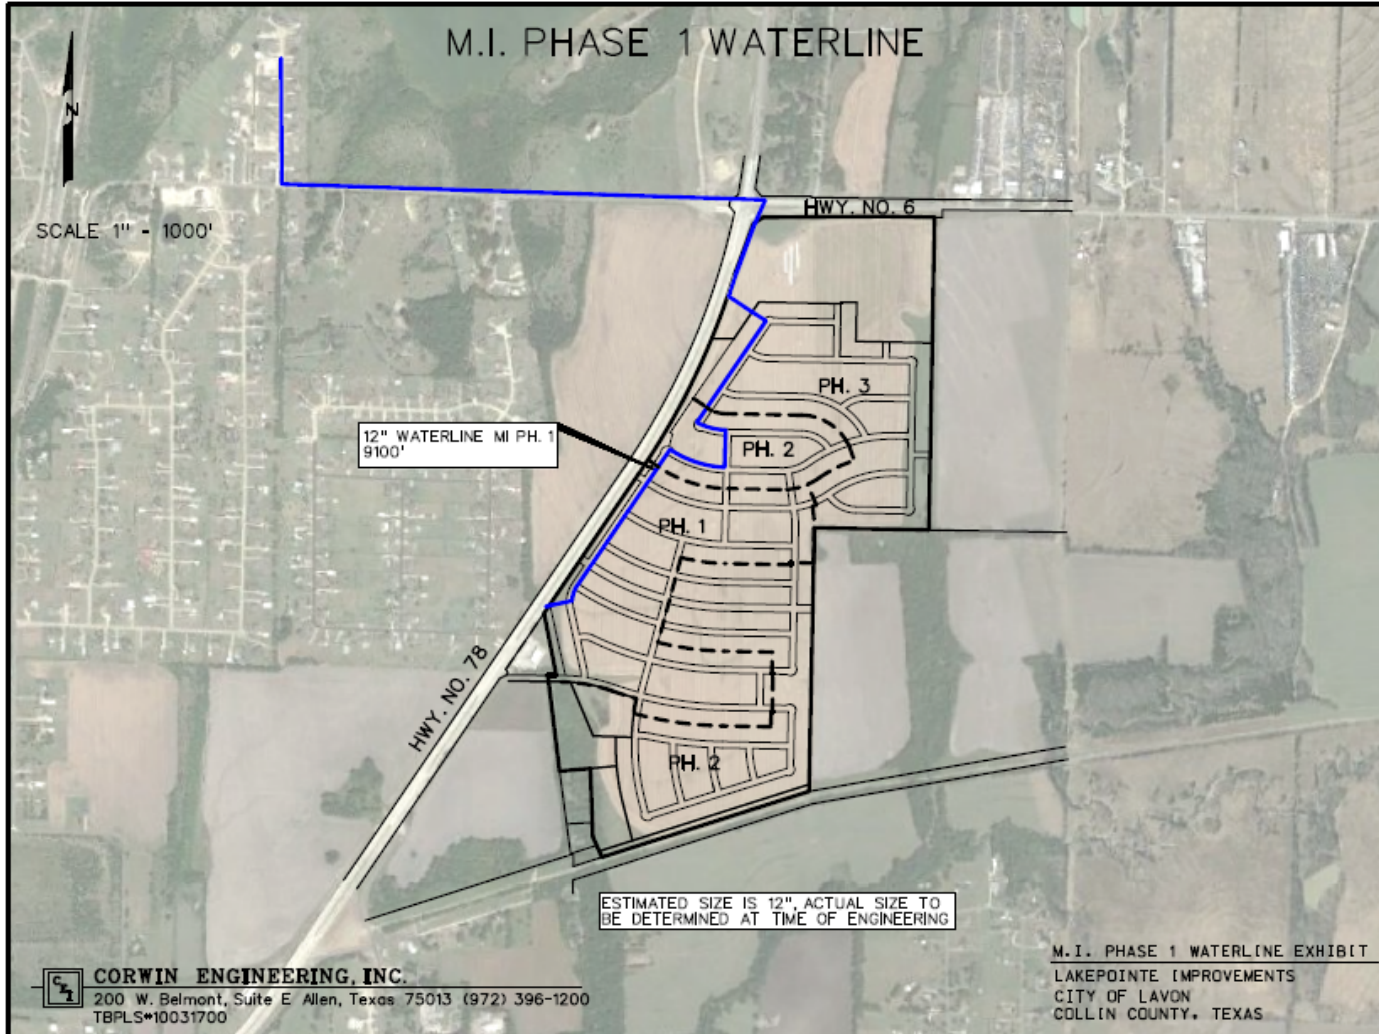 M.I. PHASE 1 WATERLINE
N
SCALE 1" - 1000'
HWY. NO. 6
PH. 3
12" WATERLINE MI PH. 1
9100'
PH. 2
PH. 1
HWY. NO. 78
PH. 2
ESTIMATED SIZE IS 12", ACTUAL SIZE TO
BE DETERMINED AT TIME OF ENGINEERING
CEI
CORWIN ENGINEERING, INC.
200 W. Belmont, Suite E Allen, Texas 75013 (972) 396-1200
TBPLS#10031700
M.I. PHASE 1 WATERLINE EXHIBIT
LAKEPOINTE IMPROVEMENTS
CITY OF LAVON
COLLIN COUNTY, TEXAS